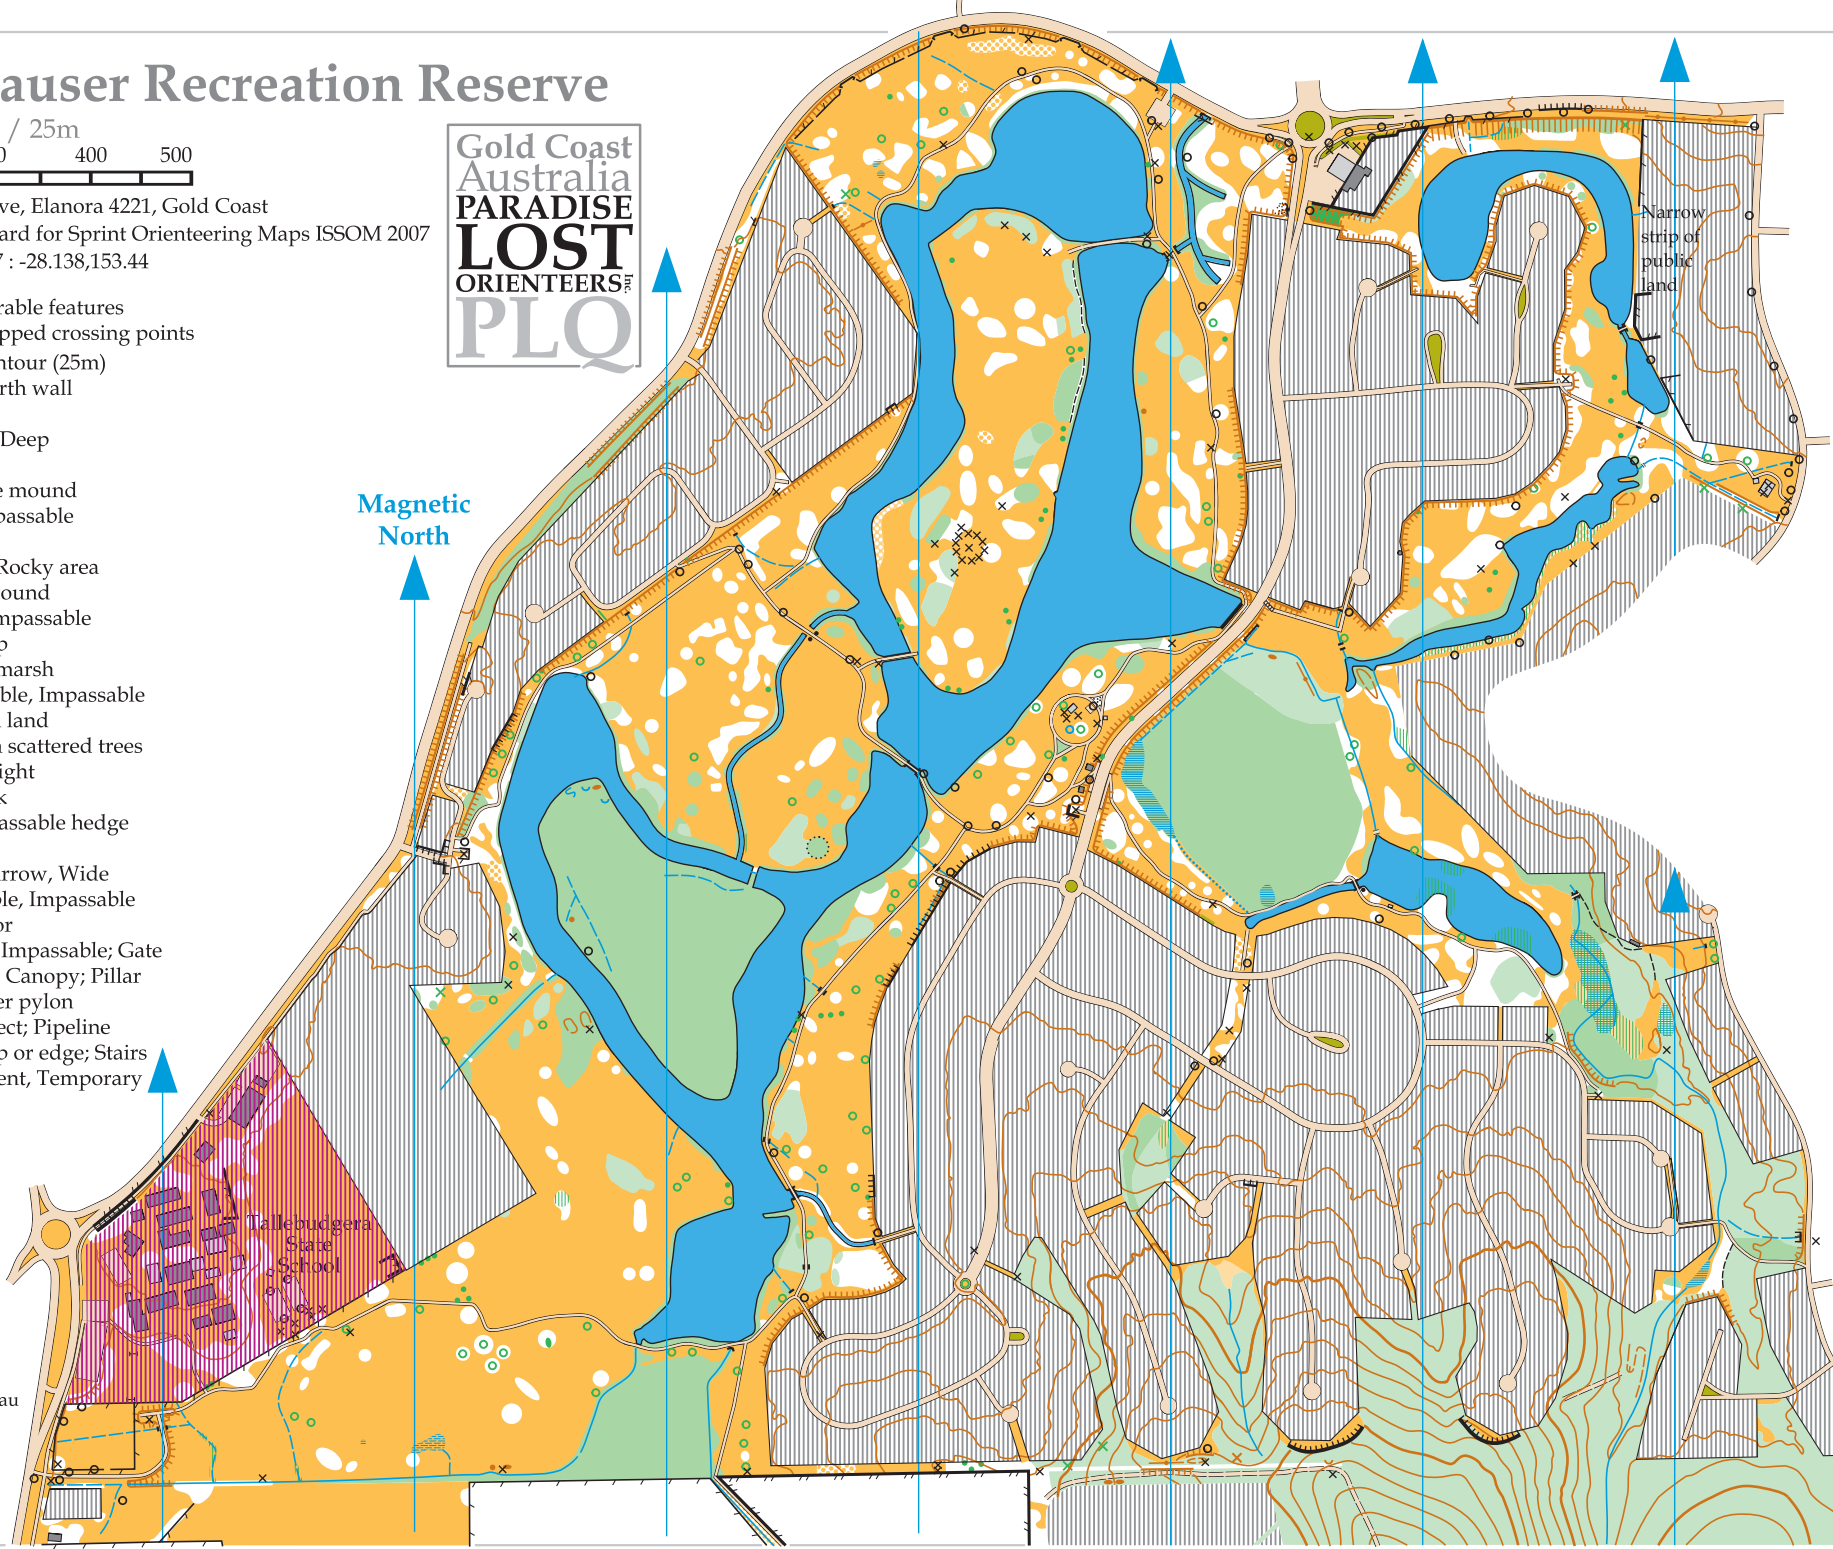 auser Recreation Reserve
/ 25m
0 400 500
ve, Elanora 4221, Gold Coast
ard for Sprint Orienteering Maps ISSOM 2007
7 : -28.138,153.44
rable features
pped crossing points
ntour (25m)
rth wall
Deep
e mound
passable
Rocky area
ound
mpassable
p
marsh
ble, Impassable
l land
n scattered trees
ight
k
assable hedge
arrow, Wide
ble, Impassable
or
Impassable; Gate
Canopy; Pillar
er pylon
ect; Pipeline
p or edge; Stairs
ent, Temporary
au
Gold Coast
Australia
PARADISE
LOST
ORIENTEERS Inc.
PLQ
Magnetic
North
Narrow
strip of
public
land
Tallebudgera
State
School